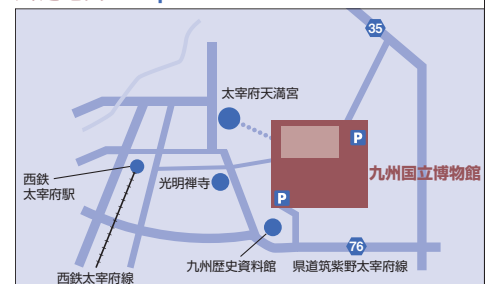 35
太宰府天満宮
P
九州国立博物館
西鉄
太宰府駅
光明禅寺
P
76
九州歴史資料館
県道筑紫野太宰府線
西鉄太宰府線